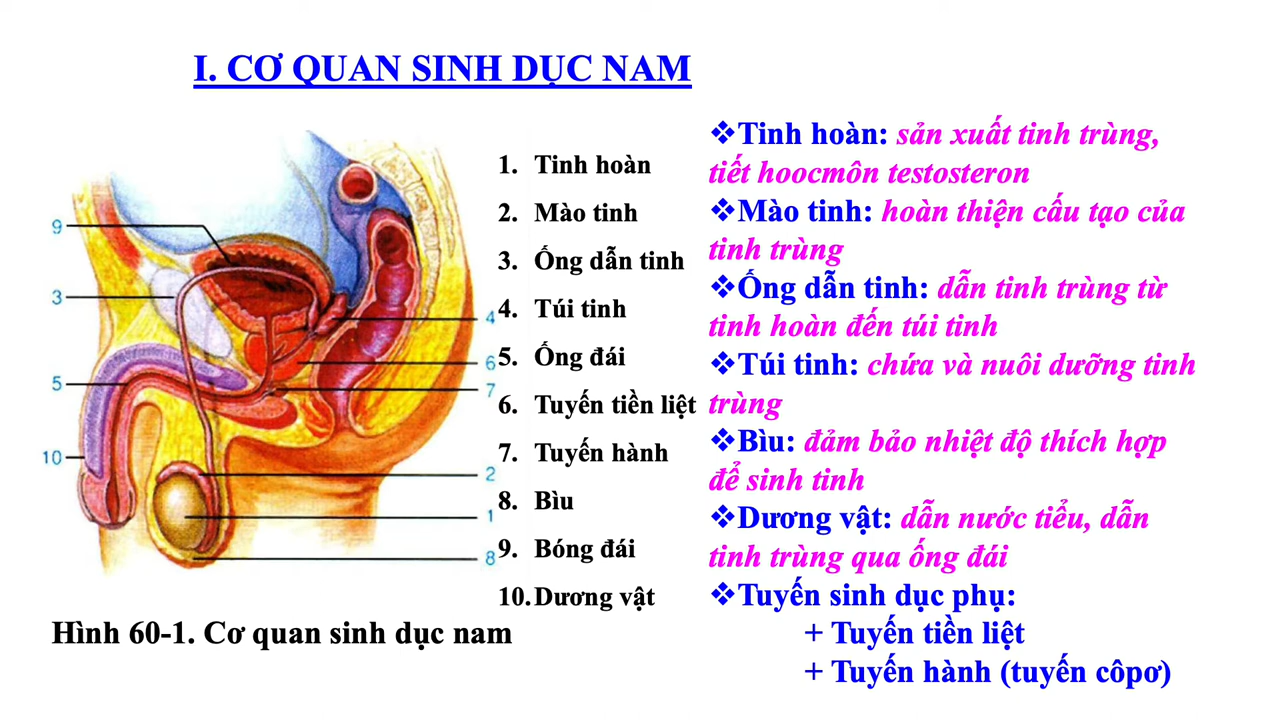 I. CƠ QUAN SINH DỤC NAM
9
3
5
10
4
6
7
2
1
8
1. Tinh hoàn
2. Mào tinh
3. Ống dẫn tinh
4. Túi tinh
5. Ống đái
6. Tuyến tiền liệt
7. Tuyến hành
8. Bìu
9. Bóng đái
10. Dương vật
Hình 60-1. Cơ quan sinh dục nam
❖Tinh hoàn: sản xuất tinh trùng,
tiết hoocmôn testosteron
❖Mào tinh: hoàn thiện cấu tạo của
tinh trùng
❖Ống dẫn tinh: dẫn tinh trùng từ
tinh hoàn đến túi tinh
❖Túi tinh: chứa và nuôi dưỡng tinh
trùng
❖Bìu: đảm bảo nhiệt độ thích hợp
để sinh tinh
❖Dương vật: dẫn nước tiểu, dẫn
tinh trùng qua ống đái
❖Tuyến sinh dục phụ:
+ Tuyến tiền liệt
+ Tuyến hành (tuyến côpơ)